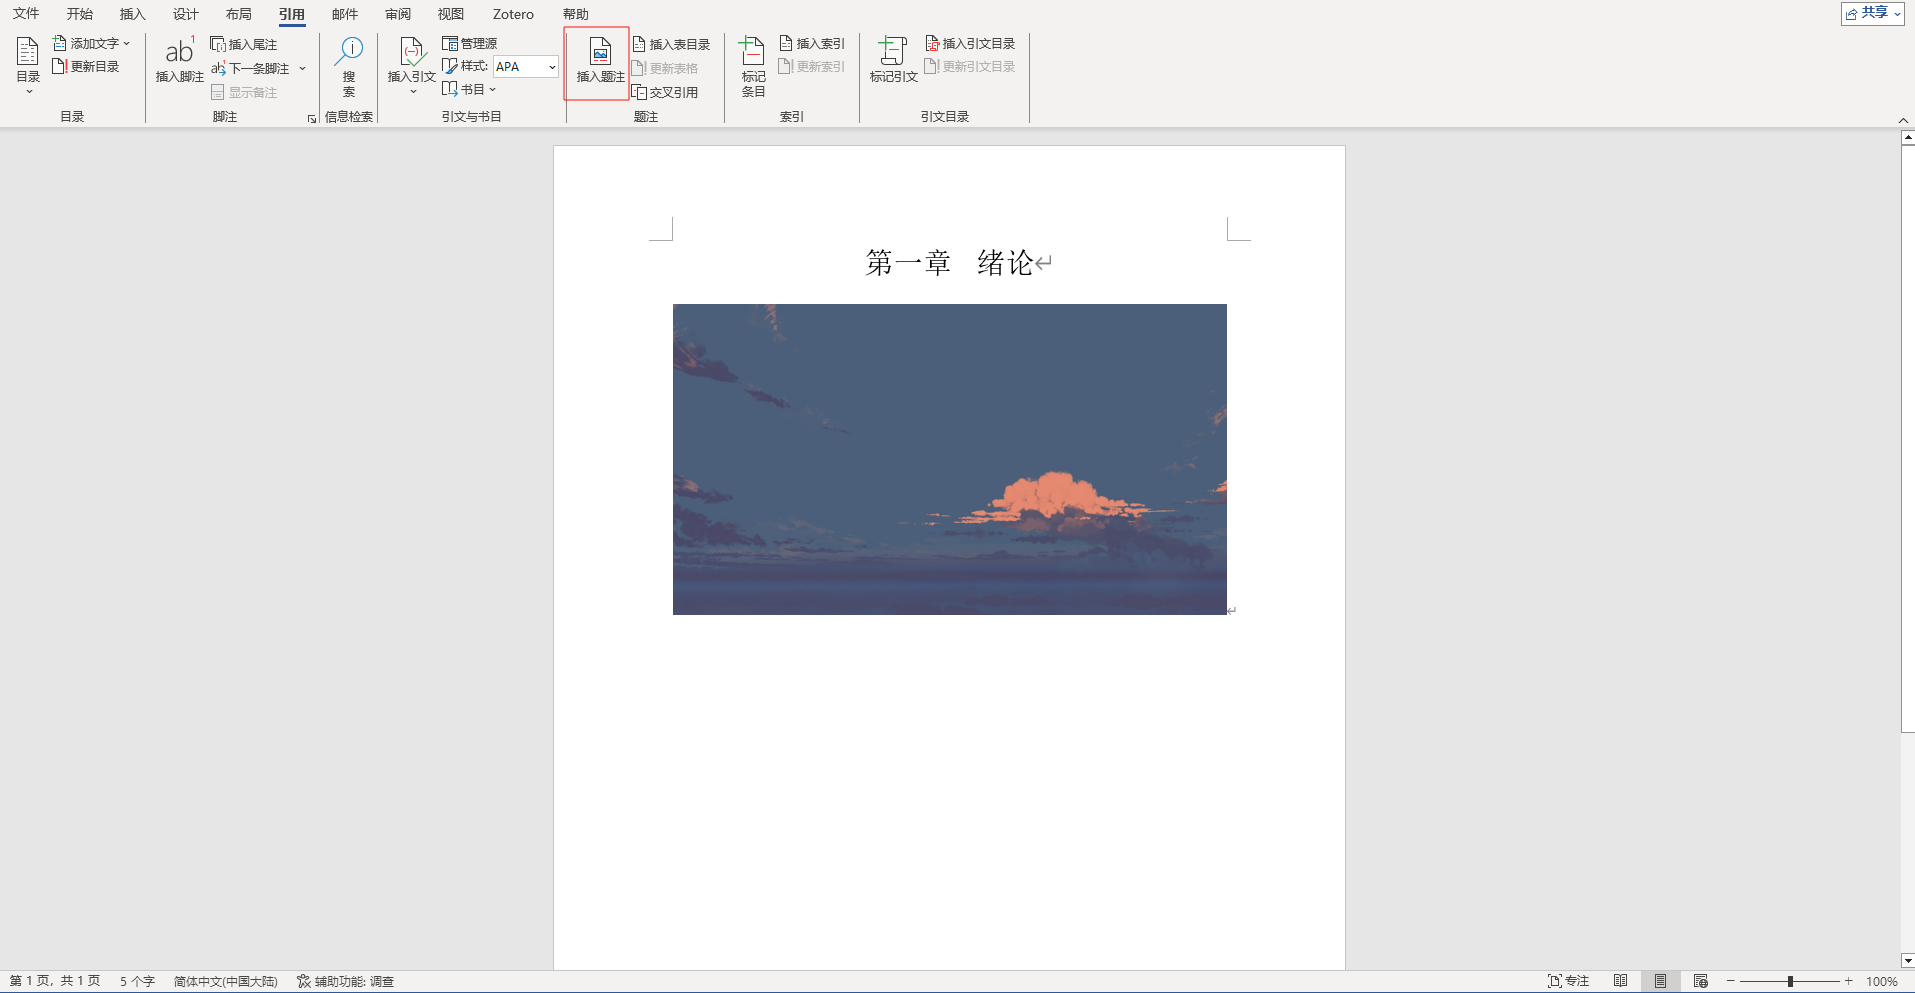 文件 开始 插入 设计 布局 引用 邮件 审阅 视图 Zotero 帮助 共享
目录
添加文字
更新目录
目录
ab1
插入脚注
插入尾注
下一条脚注
显示备注
脚注
搜
索
信息检索
插入引文
管理源
样式: APA
书目
引文与书目
插入题注
插入表目录
更新表格
交叉引用
题注
标记
条目
插入索引
更新索引
索引
标记引文
插入引文目录
更新引文目录
引文目录
第一章 绪论
第 1 页，共 1 页 5 个字 简体中文(中国大陆) 辅助功能: 调查 专注 100%